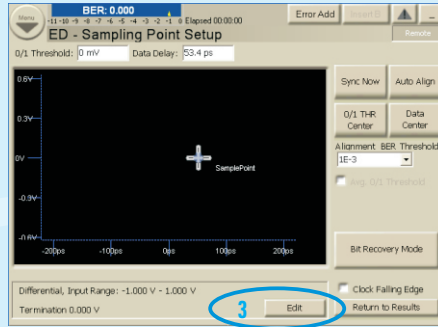 Menu
BER: 0.000
-11 -10 -9 -8 -7 -6 -5 -4 -3 -2 -1 0 Elapsed 00:00:00
Error Add
Insert B
Remote
ED - Sampling Point Setup
0/1 Threshold: 0 mV
Data Delay: 53.4 ps
Sync Now
Auto Align
0/1 THR Center
Data Center
Alignment BER Threshold
1E-3
Avg. 0/1 Threshold
Bit Recovery Mode
Clock Falling Edge
Return to Results
0.6V
0.3V
0V
-0.3V
-0.6V
SamplePoint
-200ps
-100ps
0ps
100ps
200ps
Differential, Input Range: -1.000 V - 1.000 V
Termination 0.000 V
3
Edit